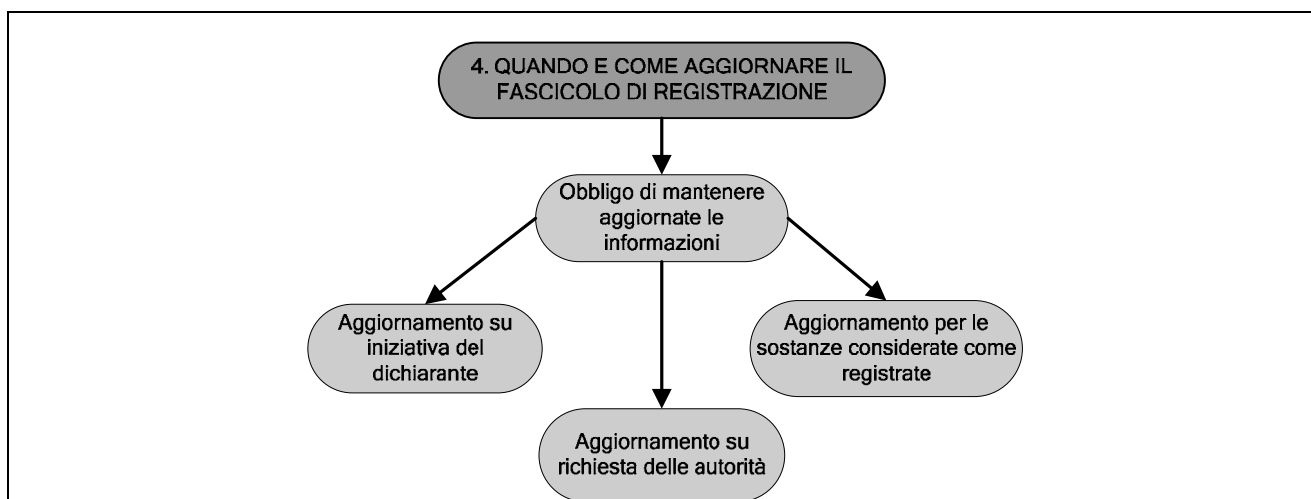 4. QUANDO E COME AGGIORNARE IL
FASCICOLO DI REGISTRAZIONE
Obbligo di mantenere
aggiornate le
informazioni
Aggiornamento su
iniziativa del
dichiarante
Aggiornamento per le
sostanze considerate come
registrate
Aggiornamento su
richiesta delle autorità